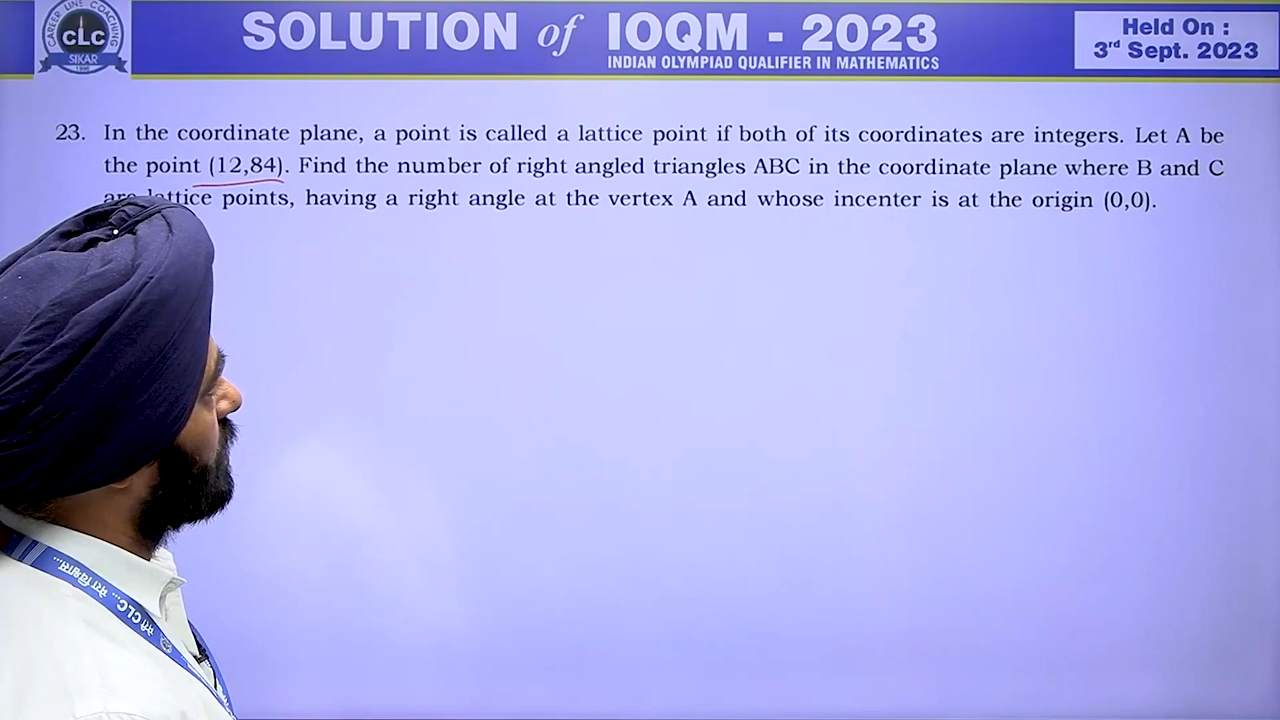 CAREER LINE COACHING
CLC
SIKAR
SOLUTION of IOQM - 2023
INDIAN OLYMPIAD QUALIFIER IN MATHEMATICS
Held On :
3rd Sept. 2023
23. In the coordinate plane, a point is called a lattice point if both of its coordinates are integers. Let A be
the point (12,84). Find the number of right angled triangles ABC in the coordinate plane where B and C
are lattice points, having a right angle at the vertex A and whose incenter is at the origin (0,0).
मेरी CLC... मेरा विश्वास...